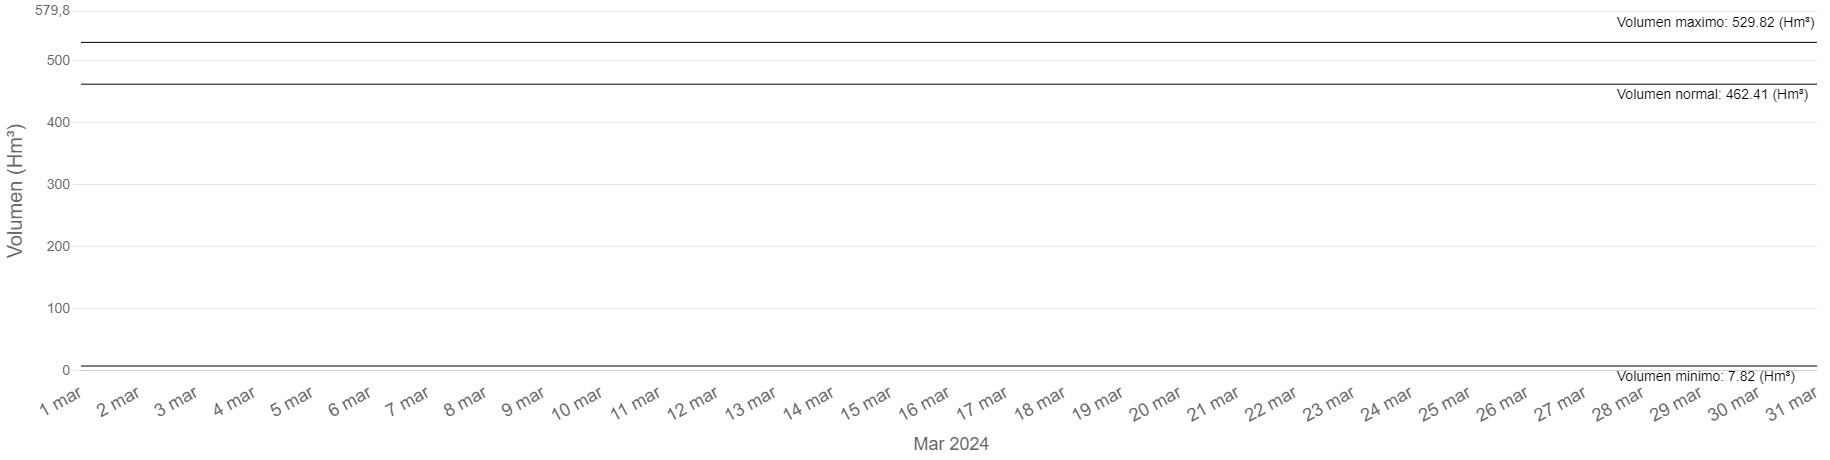 579,8
Volumen maximo: 529.82 (Hm³)
500
Volumen normal: 462.41 (Hm³)
400
Volumen (Hm³)
300
200
100
0
Volumen minimo: 7.82 (Hm³)
1 mar
2 mar
3 mar
4 mar
5 mar
6 mar
7 mar
8 mar
9 mar
10 mar
11 mar
12 mar
13 mar
14 mar
15 mar
16 mar
17 mar
18 mar
19 mar
20 mar
21 mar
22 mar
23 mar
24 mar
25 mar
26 mar
27 mar
28 mar
29 mar
30 mar
31 mar
Mar 2024